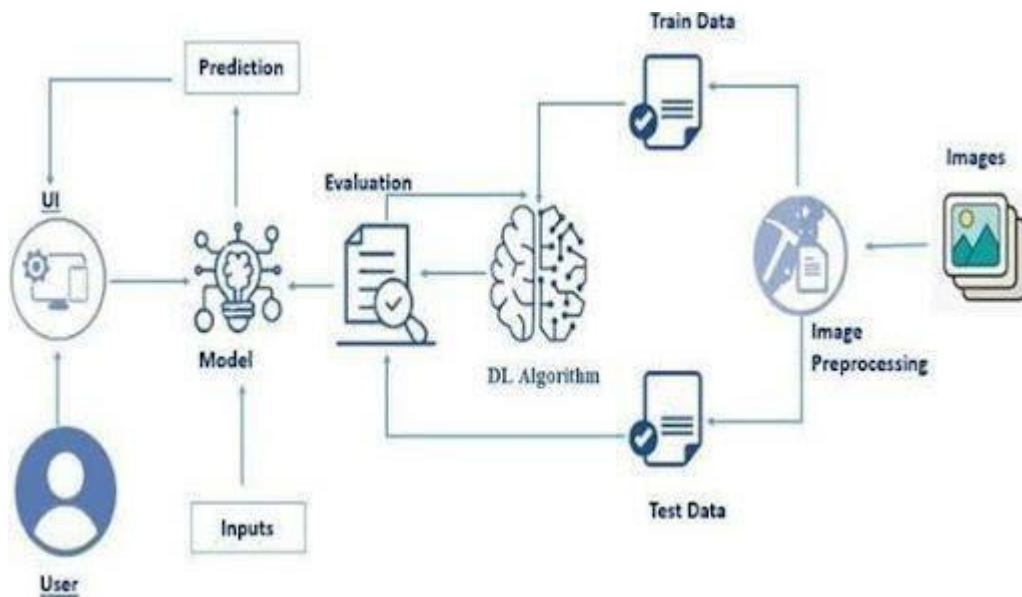 Train Data
Prediction
Images
Evaluation
UI
Image
Preprocessing
Model
DL Algorithm
Test Data
Inputs
User